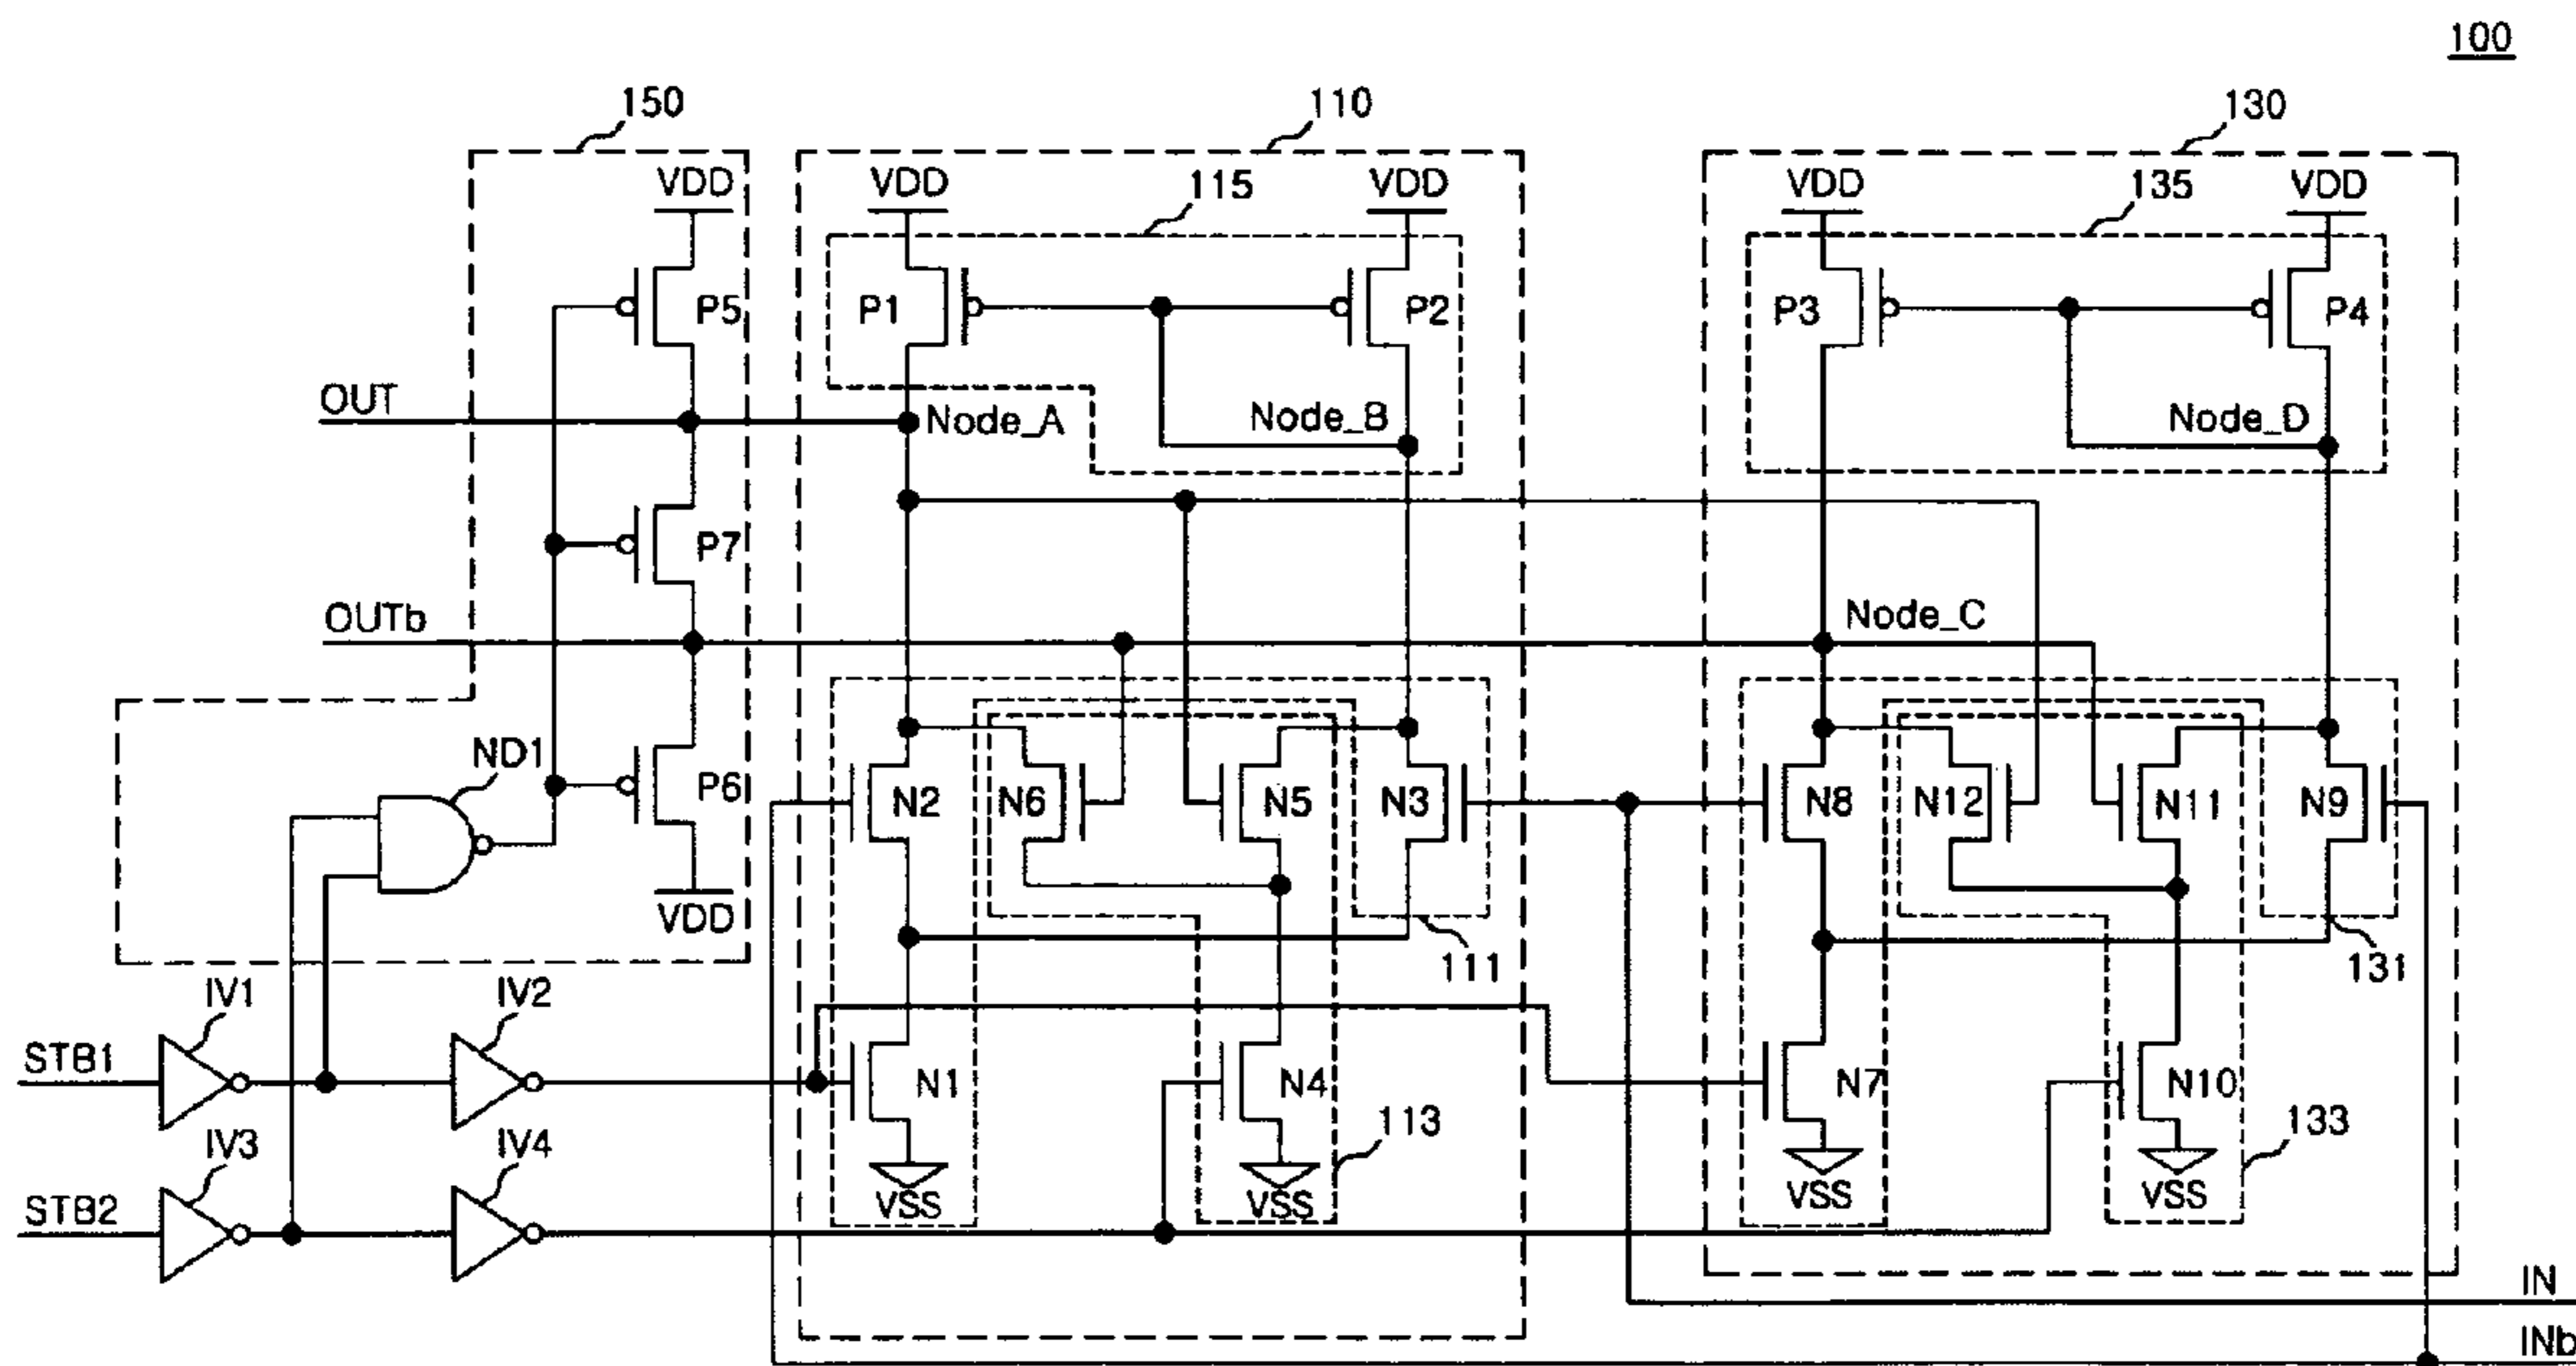 100
150
110
130
VDD
VDD
115
VDD
VDD
135
VDD
P5
P1
P2
P3
P4
OUT
Node_A
Node_B
Node_D
P7
OUTb
Node_C
ND1
P6
N2
N6
N5
N3
N8
N12
N11
N9
VDD
111
131
IV1
IV2
STB1
N1
N4
N7
N10
113
133
IV3
IV4
STB2
VSS
VSS
VSS
VSS
IN
INb